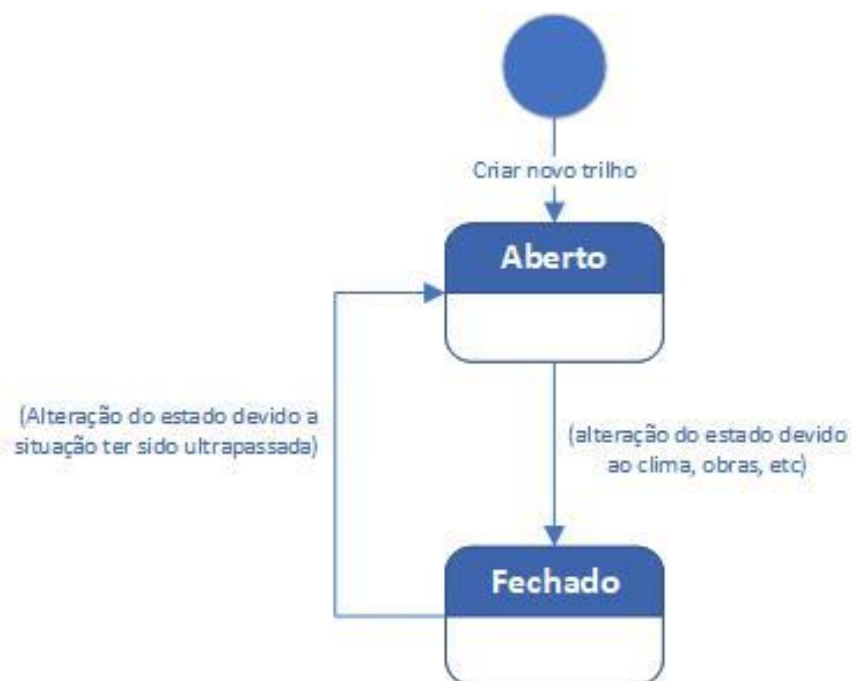 Criar novo trilho
Aberto
(Alteração do estado devido a
situação ter sido ultrapassada)
(alteração do estado devido
ao clima, obras, etc)
Fechado